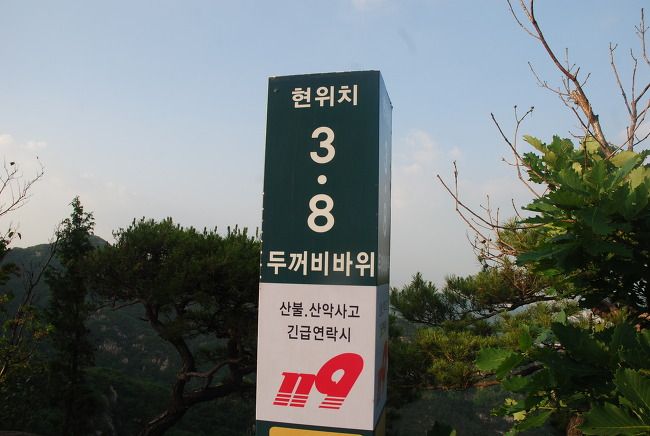 현위치
3
·
8
두꺼비바위
산불.산악사고
긴급연락시
119